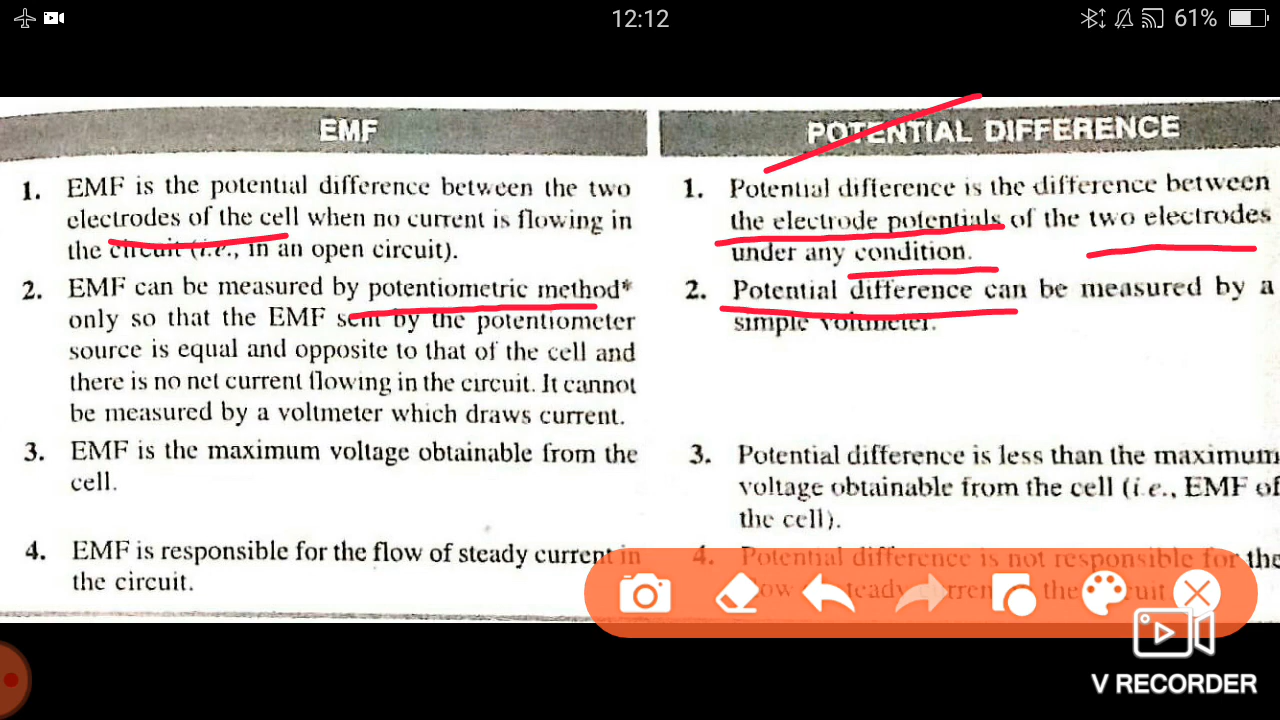 12:12
61%
EMF
1. EMF is the potential difference between the two
electrodes of the cell when no current is flowing in
the circuit (i.e., in an open circuit).
2. EMF can be measured by potentiometric method*
only so that the EMF sent by the potentiometer
source is equal and opposite to that of the cell and
there is no net current flowing in the circuit. It cannot
be measured by a voltmeter which draws current.
3. EMF is the maximum voltage obtainable from the
cell.
4. EMF is responsible for the flow of steady current in
the circuit.
POTENTIAL DIFFERENCE
1. Potential difference is the difference between
the electrode potentials of the two electrodes
under any condition.
2. Potential difference can be measured by a
simple voltmeter.
3. Potential difference is less than the maximum
voltage obtainable from the cell (i.e., EMF of
the cell).
4. Potential difference is not responsible for the
the
V RECORDER